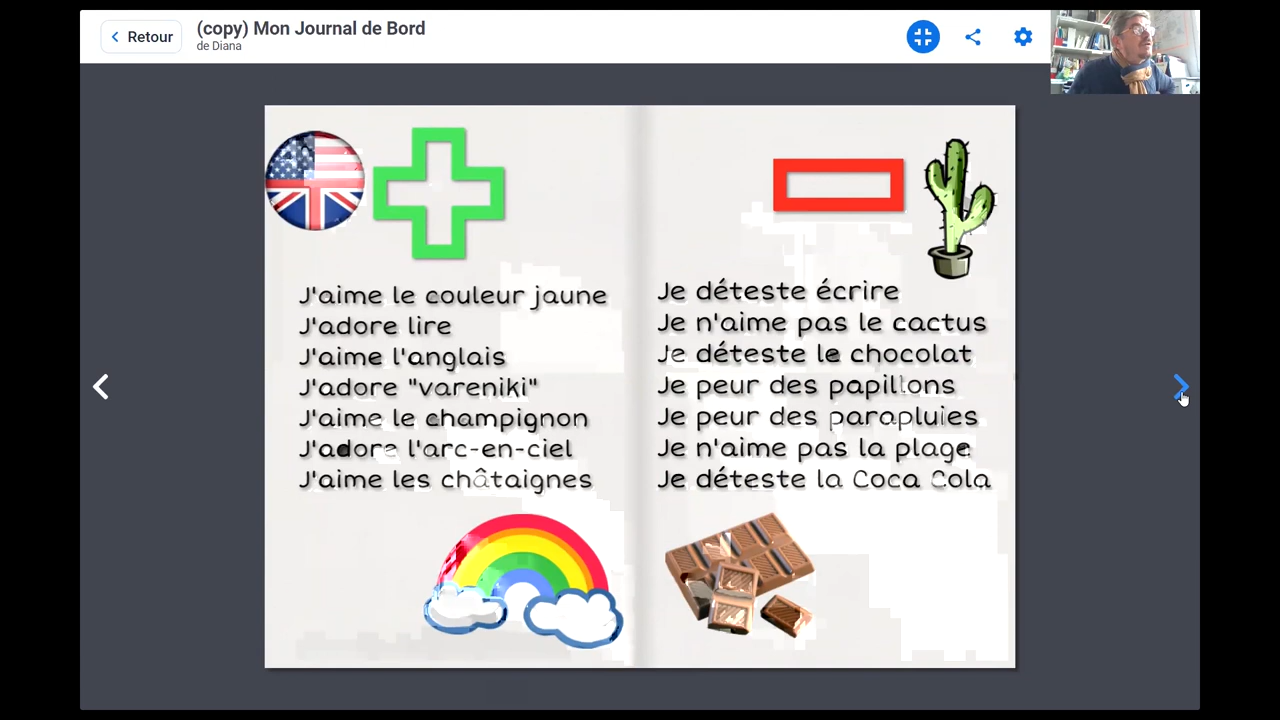 Retour
(copy) Mon Journal de Bord
de Diana
J'aime le couleur jaune
J'adore lire
J'aime l'anglais
J'adore "vareniki"
J'aime le champignon
J'adore l'arc-en-ciel
J'aime les châtaignes
Je déteste écrire
Je n'aime pas le cactus
Je déteste le chocolat
Je peur des papillons
Je peur des parapluies
Je n'aime pas la plage
Je déteste la Coca Cola